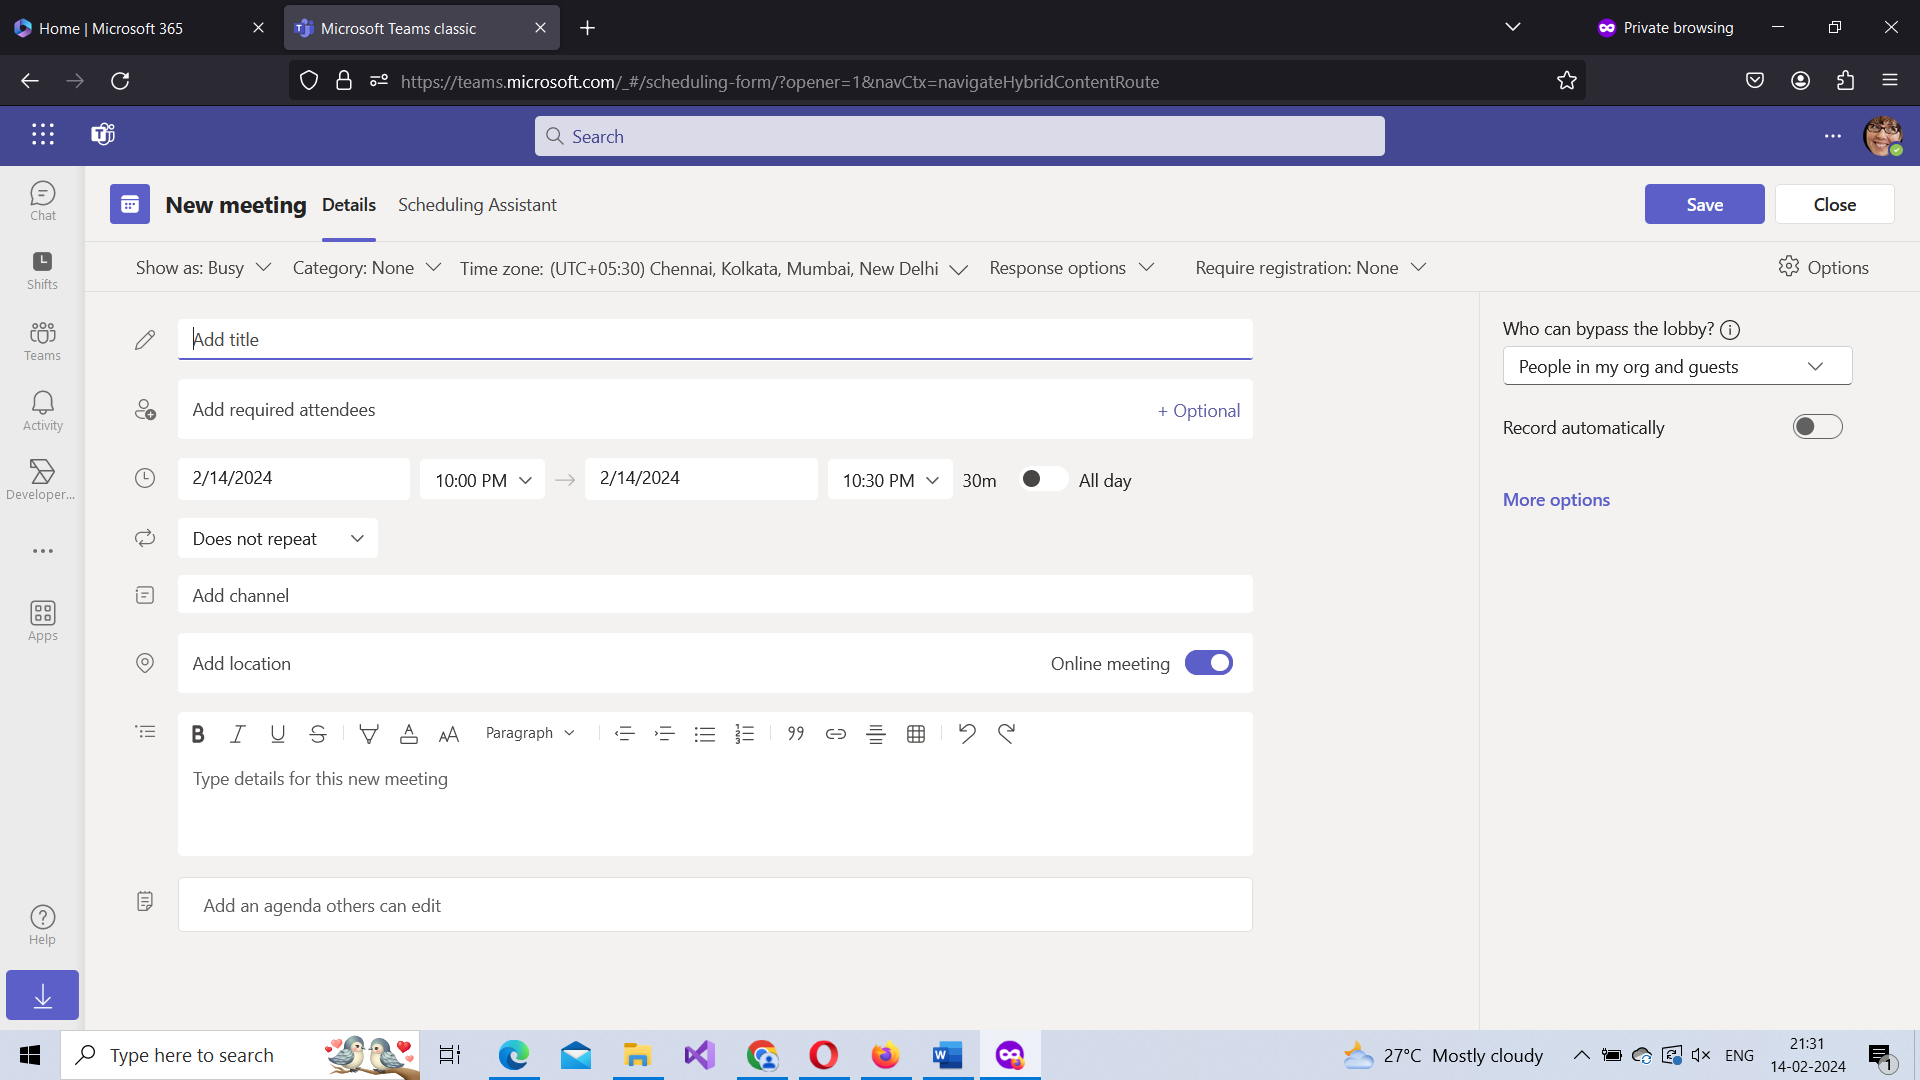 Home | Microsoft 365
Microsoft Teams classic
Private browsing
https://teams.microsoft.com/_#/scheduling-form/?opener=1&navCtx=navigateHybridContentRoute
Search
Chat
Shifts
Teams
Activity
Developer...
Apps
Help
New meeting Details Scheduling Assistant
Save
Close
Show as: Busy
Category: None
Time zone: (UTC+05:30) Chennai, Kolkata, Mumbai, New Delhi
Response options
Require registration: None
Options
Add title
Add required attendees
+ Optional
2/14/2024 10:00 PM 2/14/2024 10:30 PM 30m All day
Does not repeat
Add channel
Add location
Online meeting
Paragraph
Type details for this new meeting
Add an agenda others can edit
Who can bypass the lobby?
People in my org and guests
Record automatically
More options
Type here to search
27°C Mostly cloudy
ENG
21:31
14-02-2024
1